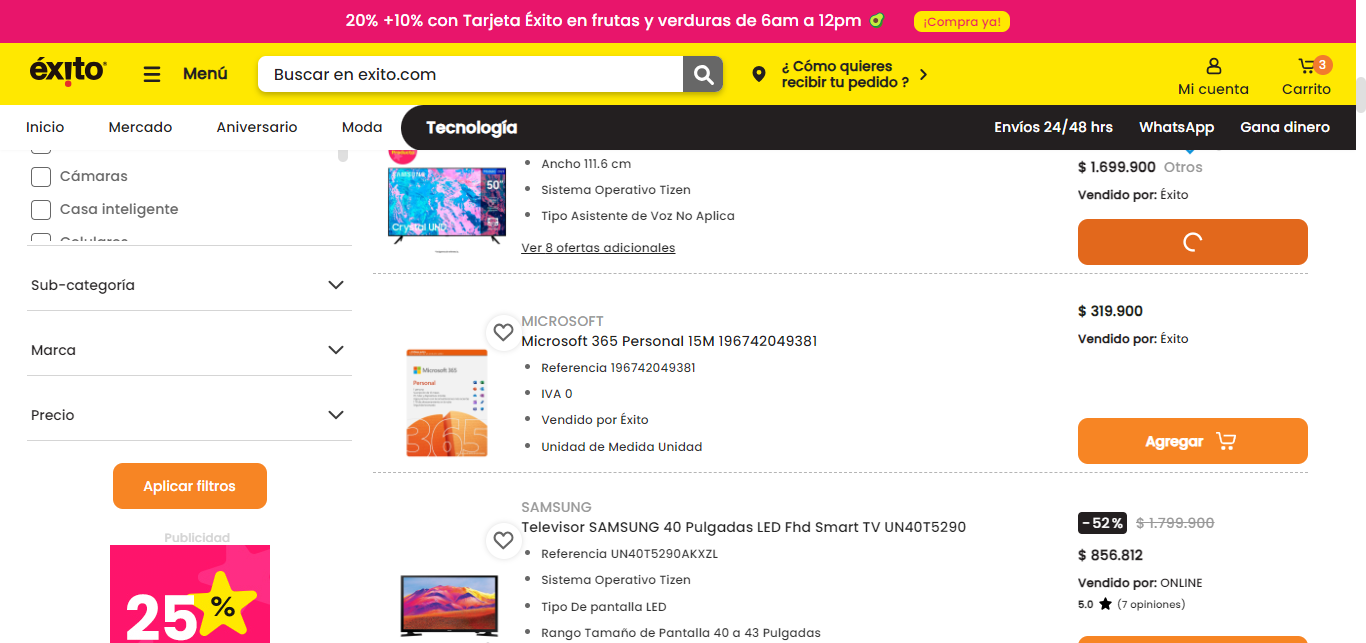 20% +10% con Tarjeta Éxito en frutas y verduras de 6am a 12pm
¡Compra ya!
éxito
Menú
Buscar en exito.com
¿ Cómo quieres
recibir tu pedido ?
Mi cuenta
3
Carrito
Inicio
Mercado
Aniversario
Moda
Tecnología
Envíos 24/48 hrs
WhatsApp
Gana dinero
Cámaras
Casa inteligente
Celulares
Sub-categoría
Marca
Precio
Aplicar filtros
Publicidad
25%
SAMSUNG
50"
Crystal UHD
Ancho 111.6 cm
Sistema Operativo Tizen
Tipo Asistente de Voz No Aplica
Ver 8 ofertas adicionales
$ 1.699.900 Otros
Vendido por: Éxito
Microsoft 365
Personal
365
MICROSOFT
Microsoft 365 Personal 15M 196742049381
Referencia 196742049381
IVA 0
Vendido por Éxito
Unidad de Medida Unidad
$ 319.900
Vendido por: Éxito
Agregar
SAMSUNG
Televisor SAMSUNG 40 Pulgadas LED Fhd Smart TV UN40T5290
Referencia UN40T5290AKXZL
Sistema Operativo Tizen
Tipo De pantalla LED
Rango Tamaño de Pantalla 40 a 43 Pulgadas
-52% $ 1.799.900
$ 856.812
Vendido por: ONLINE
5.0 (7 opiniones)